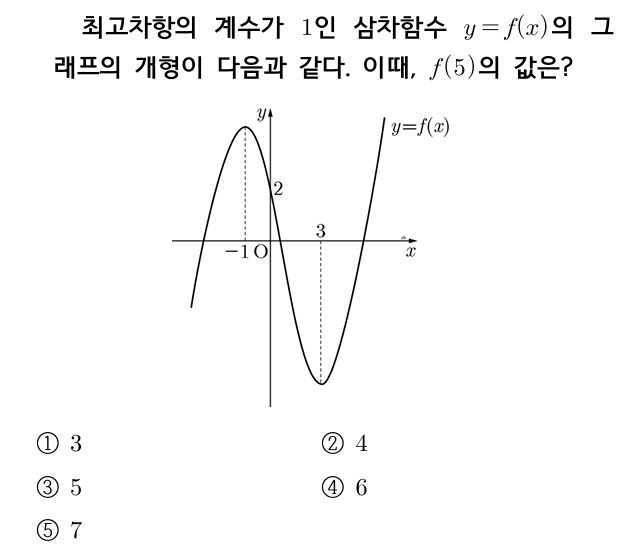 최고차항의 계수가 1인 삼차함수 y=f(x)의 그
래프의 개형이 다음과 같다. 이때, f(5)의 값은?
y
y=f(x)
2
3
−1 O
x
① 3
② 4
③ 5
④ 6
⑤ 7